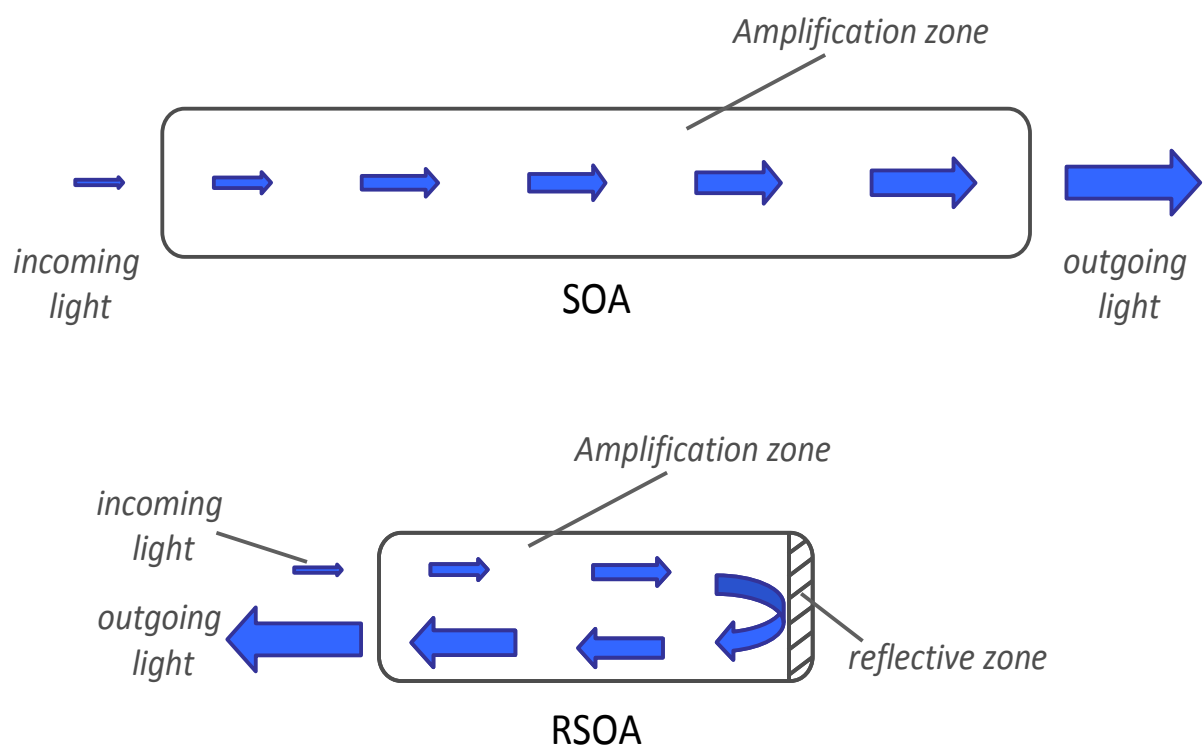 Amplification zone
incoming
light
outgoing
light
SOA
Amplification zone
incoming
light
outgoing
light
reflective zone
RSOA